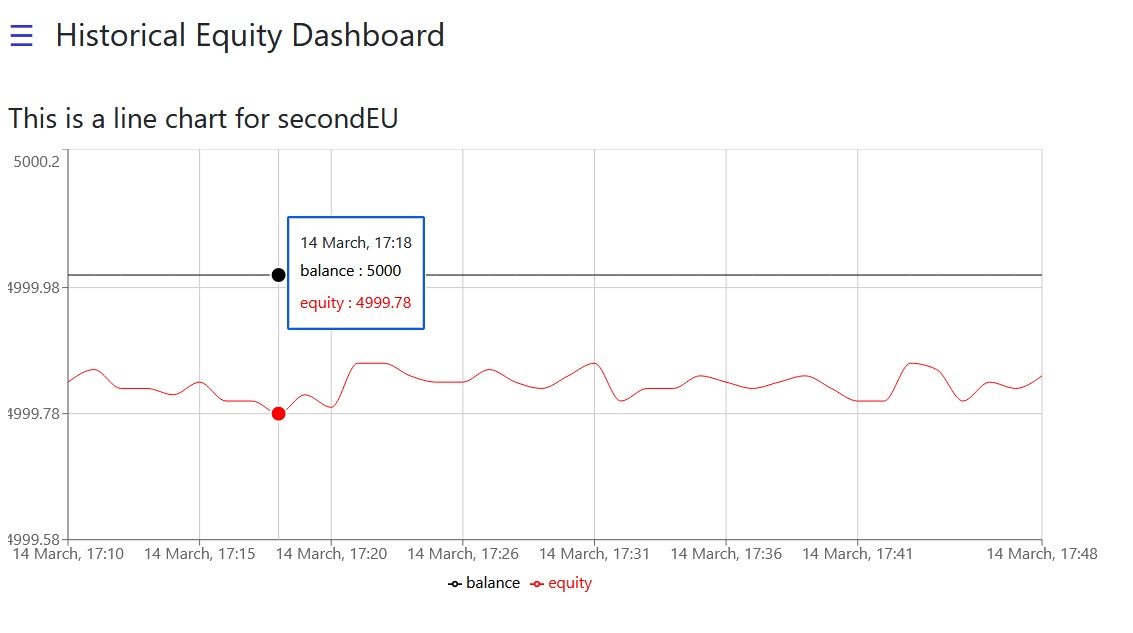 ☰ Historical Equity Dashboard
This is a line chart for secondEU
5000.2
14 March, 17:18
balance : 5000
4999.98
equity : 4999.78
4999.78
4999.58
14 March, 17:10 14 March, 17:15 14 March, 17:20 14 March, 17:26 14 March, 17:31 14 March, 17:36 14 March, 17:41 14 March, 17:48
balance equity